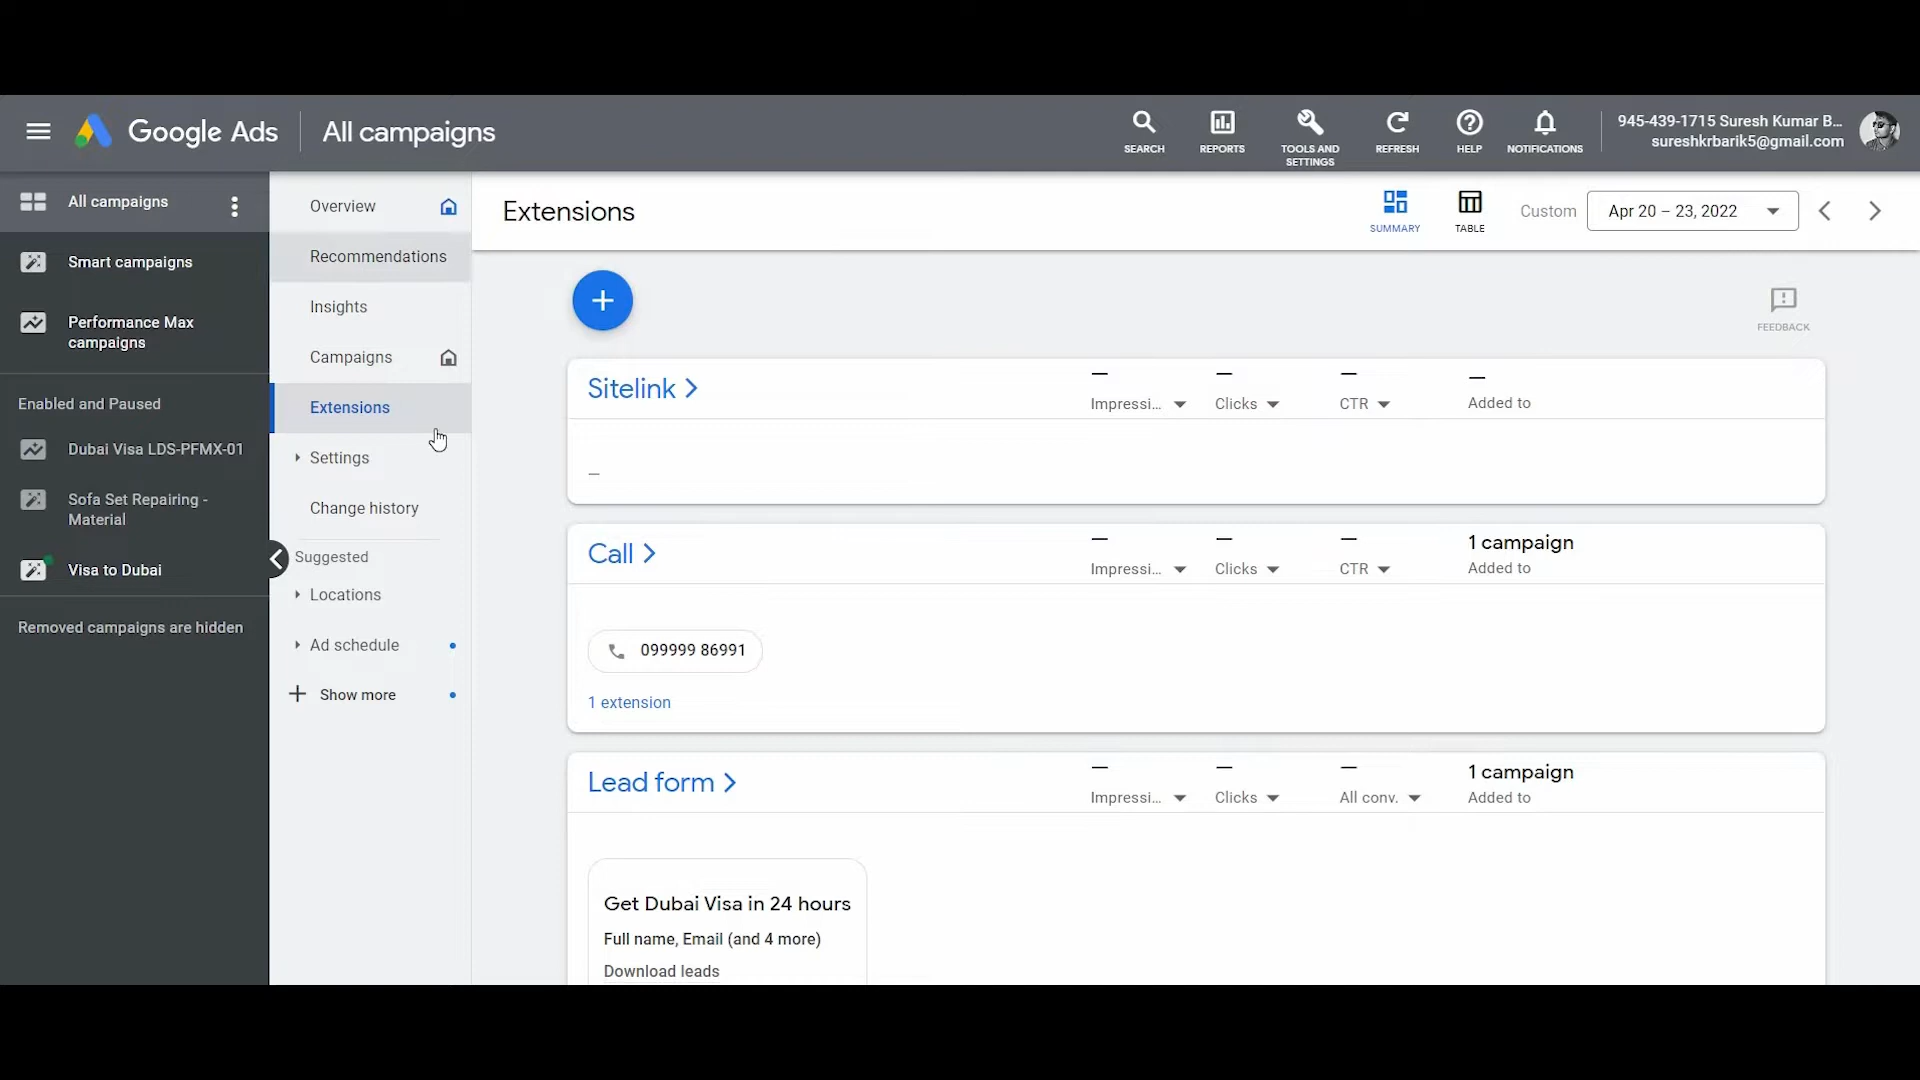 Google Ads
All campaigns
SEARCH
REPORTS
TOOLS AND
SETTINGS
REFRESH
HELP
NOTIFICATIONS
945-439-1715 Suresh Kumar B...
sureshkrbarik5@gmail.com
All campaigns
Smart campaigns
Performance Max
campaigns
Enabled and Paused
Dubai Visa LDS-PFMX-01
Sofa Set Repairing -
Material
Visa to Dubai
Removed campaigns are hidden
Overview
Recommendations
Insights
Campaigns
Extensions
Settings
Change history
Suggested
Locations
Ad schedule
Show more
Extensions
SUMMARY
TABLE
Custom
Apr 20 – 23, 2022
FEEDBACK
Sitelink
—
Impressi...
—
Clicks
—
CTR
—
Added to
—
Call
—
Impressi...
—
Clicks
—
CTR
1 campaign
Added to
099999 86991
1 extension
Lead form
—
Impressi...
—
Clicks
—
All conv.
1 campaign
Added to
Get Dubai Visa in 24 hours
Full name, Email (and 4 more)
Download leads